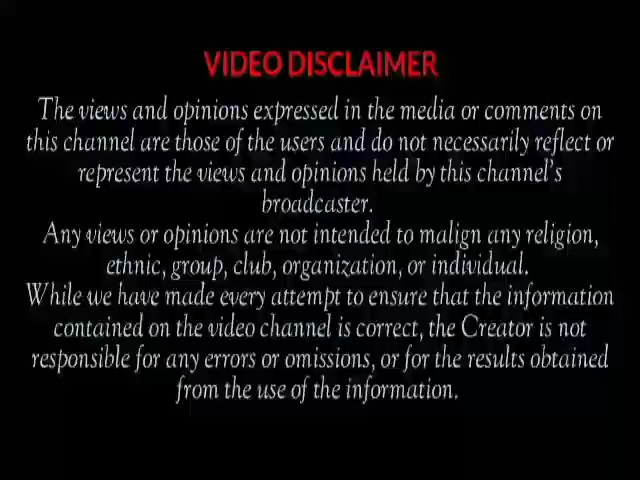 VIDEO DISCLAIMER
The views and opinions expressed in the media or comments on
this channel are those of the users and do not necessarily reflect or
represent the views and opinions held by this channel's
broadcaster.
Any views or opinions are not intended to malign any religion,
ethnic, group, club, organization, or individual.
While we have made every attempt to ensure that the information
contained on the video channel is correct, the Creator is not
responsible for any errors or omissions, or for the results obtained
from the use of the information.